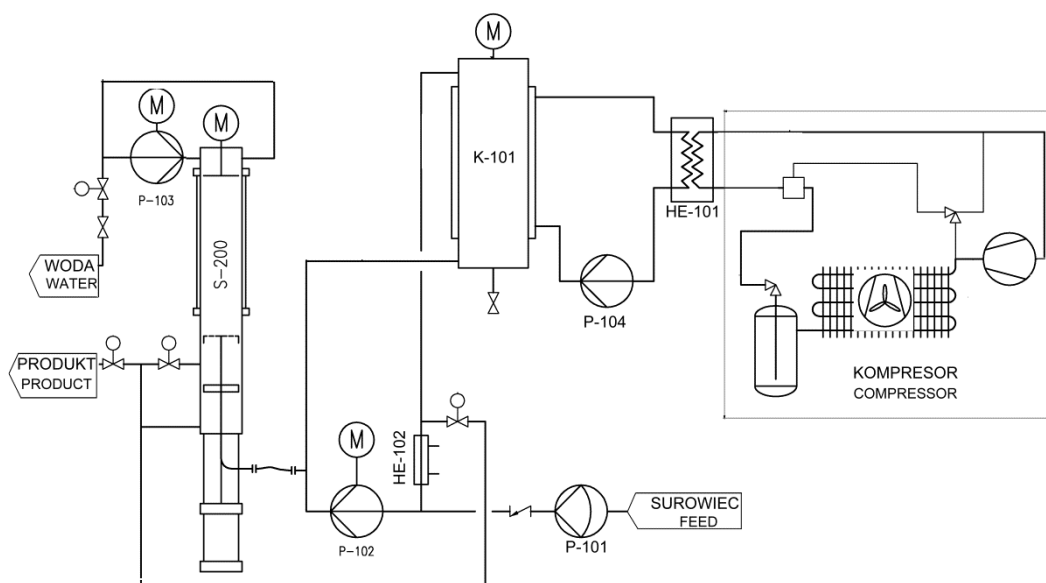 M
M
M
K-101
P-103
HE-101
S-200
WODA
WATER
P-104
PRODUKT
PRODUCT
KOMPRESOR
COMPRESSOR
M
HE-102
SUROWIEC
FEED
P-102
P-101